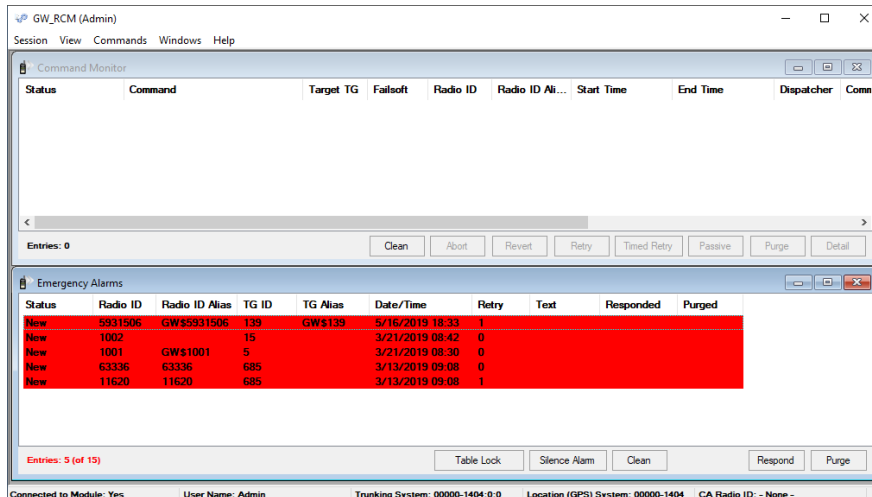 GW_RCM (Admin)
Session View Commands Windows Help
Command Monitor
Status Command Target TG Failsoft Radio ID Radio ID Ali... Start Time End Time Dispatcher Comm
Entries: 0 Clean Abort Revert Retry Timed Retry Passive Purge Detail
Emergency Alarms
Status Radio ID Radio ID Alias TG ID TG Alias Date/Time Retry Text Responded Purged
New 5931506 GW$5931506 139 GW$139 5/16/2019 18:33 1
New 1002 15 3/21/2019 08:42 0
New 1001 GW$1001 5 3/21/2019 08:30 0
New 63336 63336 685 3/13/2019 09:08 0
New 11620 11620 685 3/13/2019 09:08 1
Entries: 5 (of 15) Table Lock Silence Alarm Clean Respond Purge
Connected to Module: Yes User Name: Admin Trunking System: 00000-1404:0:0 Location (GPS) System: 00000-1404 CA Radio ID: - None -